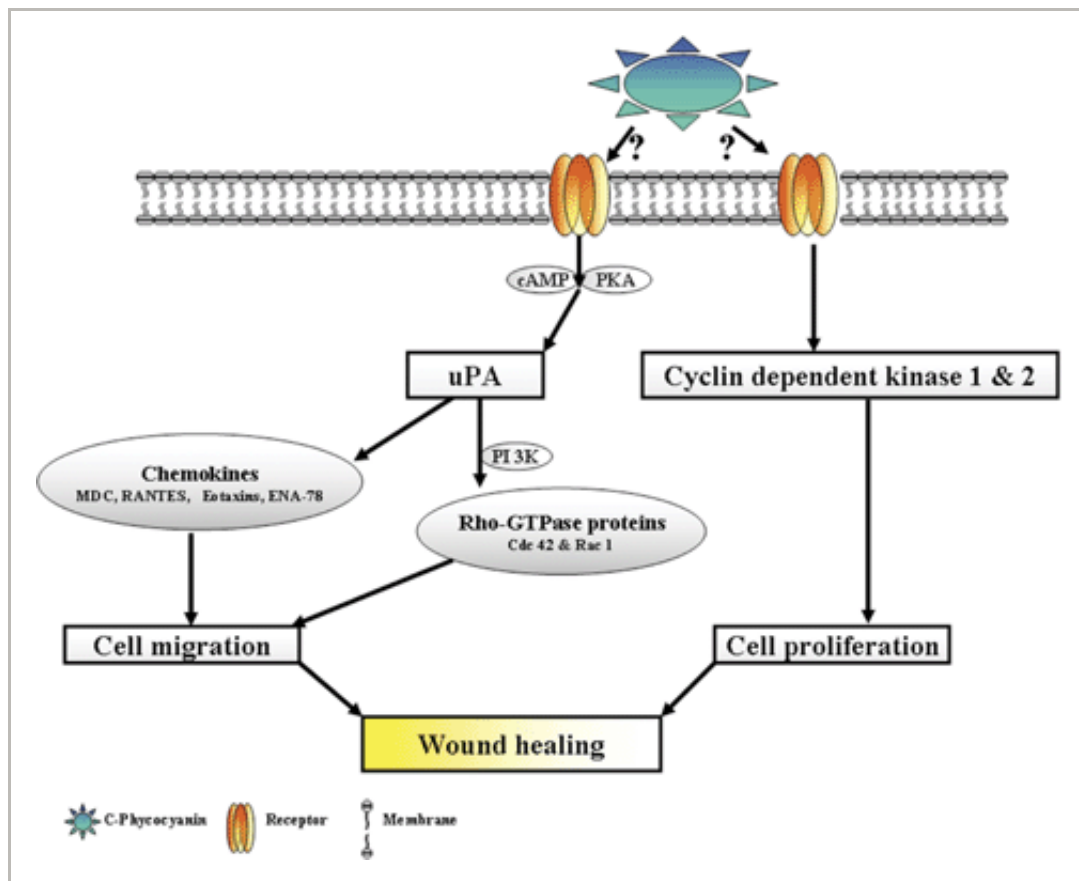 ? ?
cAMP PKA
uPA
Cyclin dependent kinase 1 & 2
PI 3K
Chemokines
MDC, RANTES, Eotaxins, ENA-78
Rho-GTPase proteins
Cdc 42 & Rac 1
Cell migration
Cell proliferation
Wound healing
C-Phycocyanin Receptor Membrane